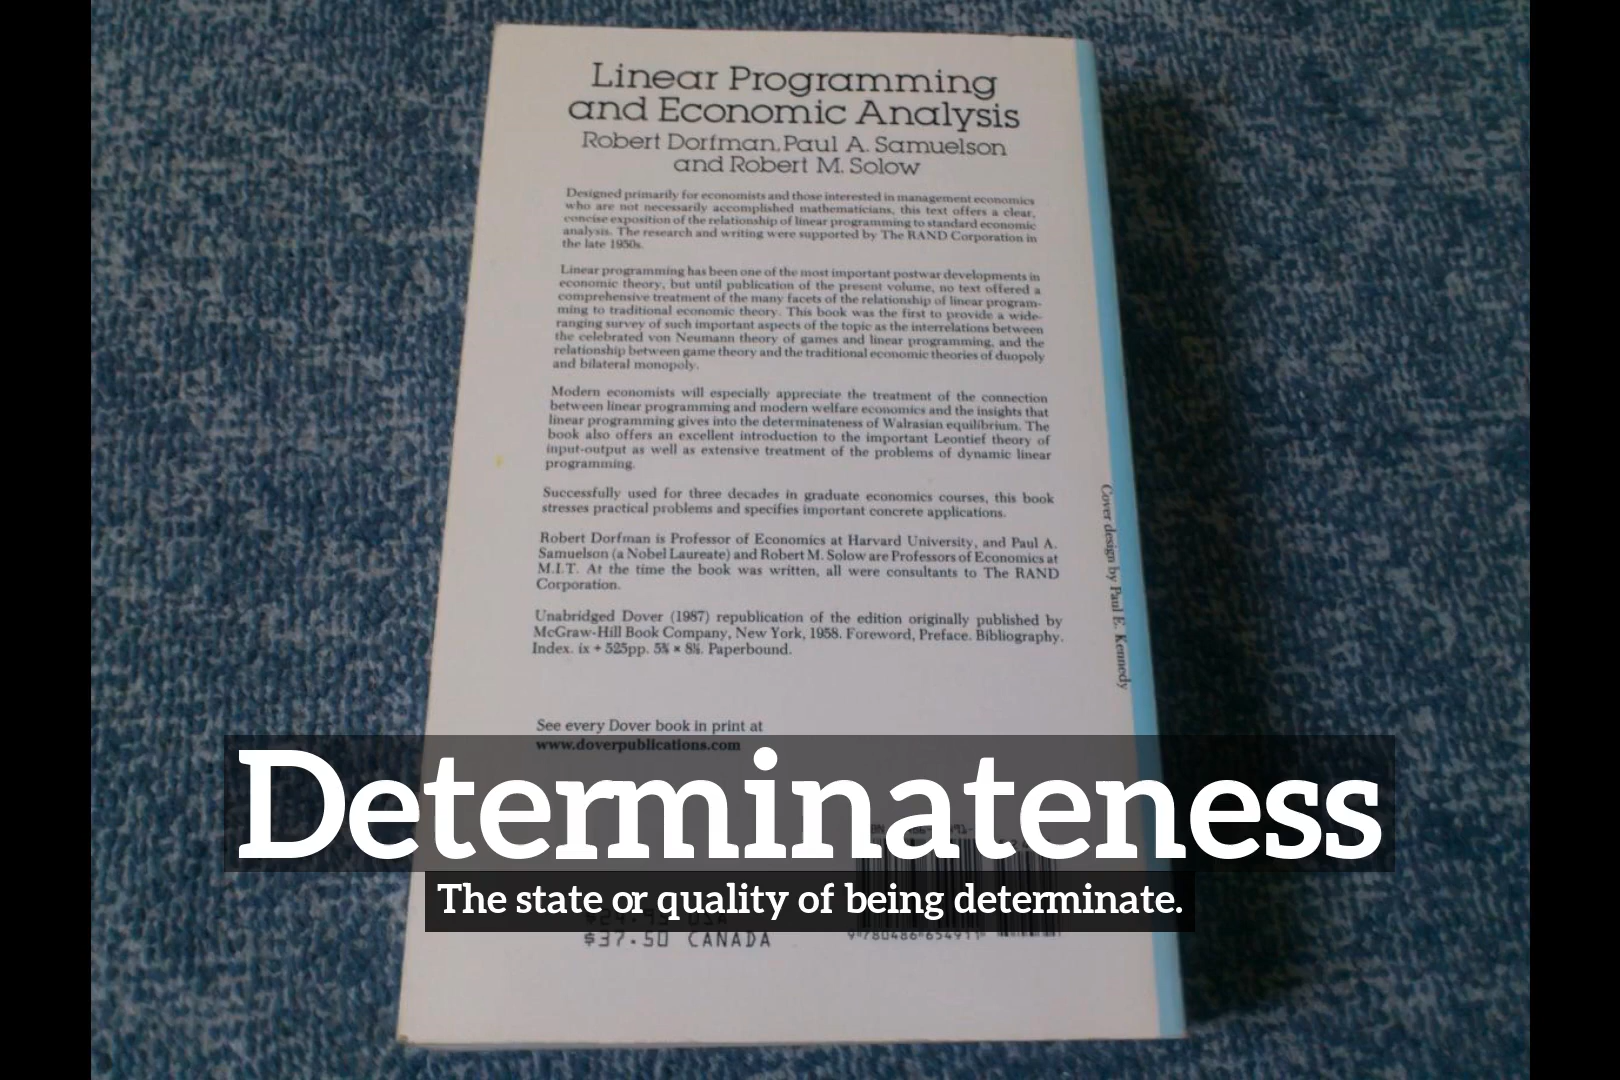 Linear Programming
and Economic Analysis
Robert Dorfman, Paul A. Samuelson
and Robert M. Solow
Designed primarily for economists and those interested in management economics
who are not necessarily accomplished mathematicians, this text offers a clear,
concise exposition of the relationship of linear programming to standard economic
analysis. The research and writing were supported by The RAND Corporation in
the late 1950s.
Linear programming has been one of the most important postwar developments in
economic theory, but until publication of the present volume, no text offered a
comprehensive treatment of the many facets of the relationship of linear program-
ming to traditional economic theory. This book was the first to provide a wide-
ranging survey of such important aspects of the topic as the interrelations between
the celebrated von Neumann theory of games and linear programming, and the
relationship between game theory and the traditional economic theories of duopoly
and bilateral monopoly.
Modern economists will especially appreciate the treatment of the connection
between linear programming and modern welfare economics and the insights that
linear programming gives into the determinateness of Walrasian equilibrium. The
book also offers an excellent introduction to the important Leontief theory of
input-output as well as extensive treatment of the problems of dynamic linear
programming.
Successfully used for three decades in graduate economics courses, this book
stresses practical problems and specifies important concrete applications.
Robert Dorfman is Professor of Economics at Harvard University, and Paul A.
Samuelson (a Nobel Laureate) and Robert M. Solow are Professors of Economics at
M.I.T. At the time the book was written, all were consultants to The RAND
Corporation.
Unabridged Dover (1987) republication of the edition originally published by
McGraw-Hill Book Company, New York, 1958. Foreword, Preface. Bibliography.
Index. ix + 525pp. 5⅜ × 8½. Paperbound.
Cover design by Paul E. Kennedy
See every Dover book in print at
www.doverpublications.com
Determinateness
The state or quality of being determinate.
$37.50 CANADA
9 780486 654911